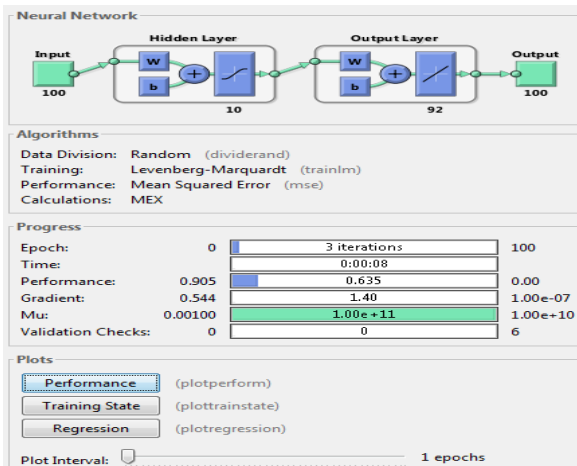 Neural Network
Hidden Layer Output Layer
Input Output
W W
b b
100 10 92 100
Algorithms
Data Division: Random (dividerand)
Training: Levenberg-Marquardt (trainlm)
Performance: Mean Squared Error (mse)
Calculations: MEX
Progress
Epoch: 0 3 iterations 100
Time: 0:00:08
Performance: 0.905 0.635 0.00
Gradient: 0.544 1.40 1.00e-07
Mu: 0.00100 1.00e+11 1.00e+10
Validation Checks: 0 0 6
Plots
Performance (plotperform)
Training State (plottrainstate)
Regression (plotregression)
Plot Interval: 1 epochs